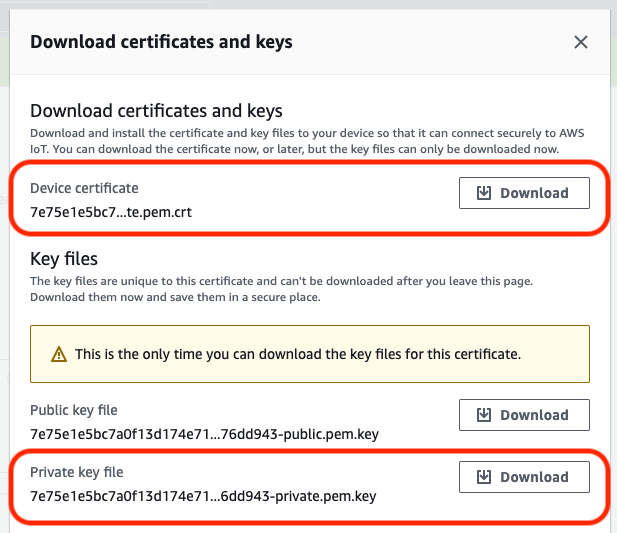 Download certificates and keys
Download certificates and keys
Download and install the certificate and key files to your device so that it can connect securely to AWS
IoT. You can download the certificate now, or later, but the key files can only be downloaded now.
Device certificate
Download
7e75e1e5bc7...te.pem.crt
Key files
The key files are unique to this certificate and can't be downloaded after you leave this page.
Download them now and save them in a secure place.
This is the only time you can download the key files for this certificate.
Public key file
Download
7e75e1e5bc7a0f13d174e71...76dd943-public.pem.key
Private key file
Download
7e75e1e5bc7a0f13d174e71...6dd943-private.pem.key